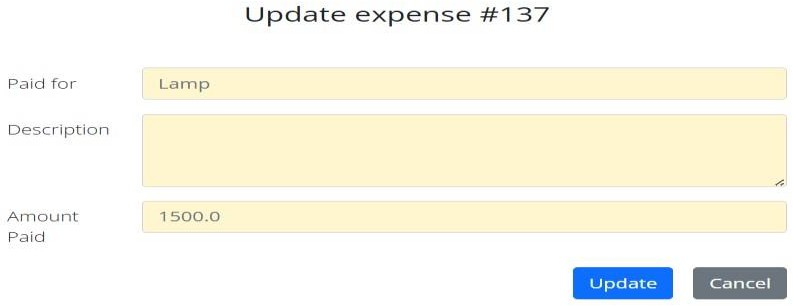 Update expense #137
Paid for
Lamp
Description
Amount
Paid
1500.0
Update
Cancel